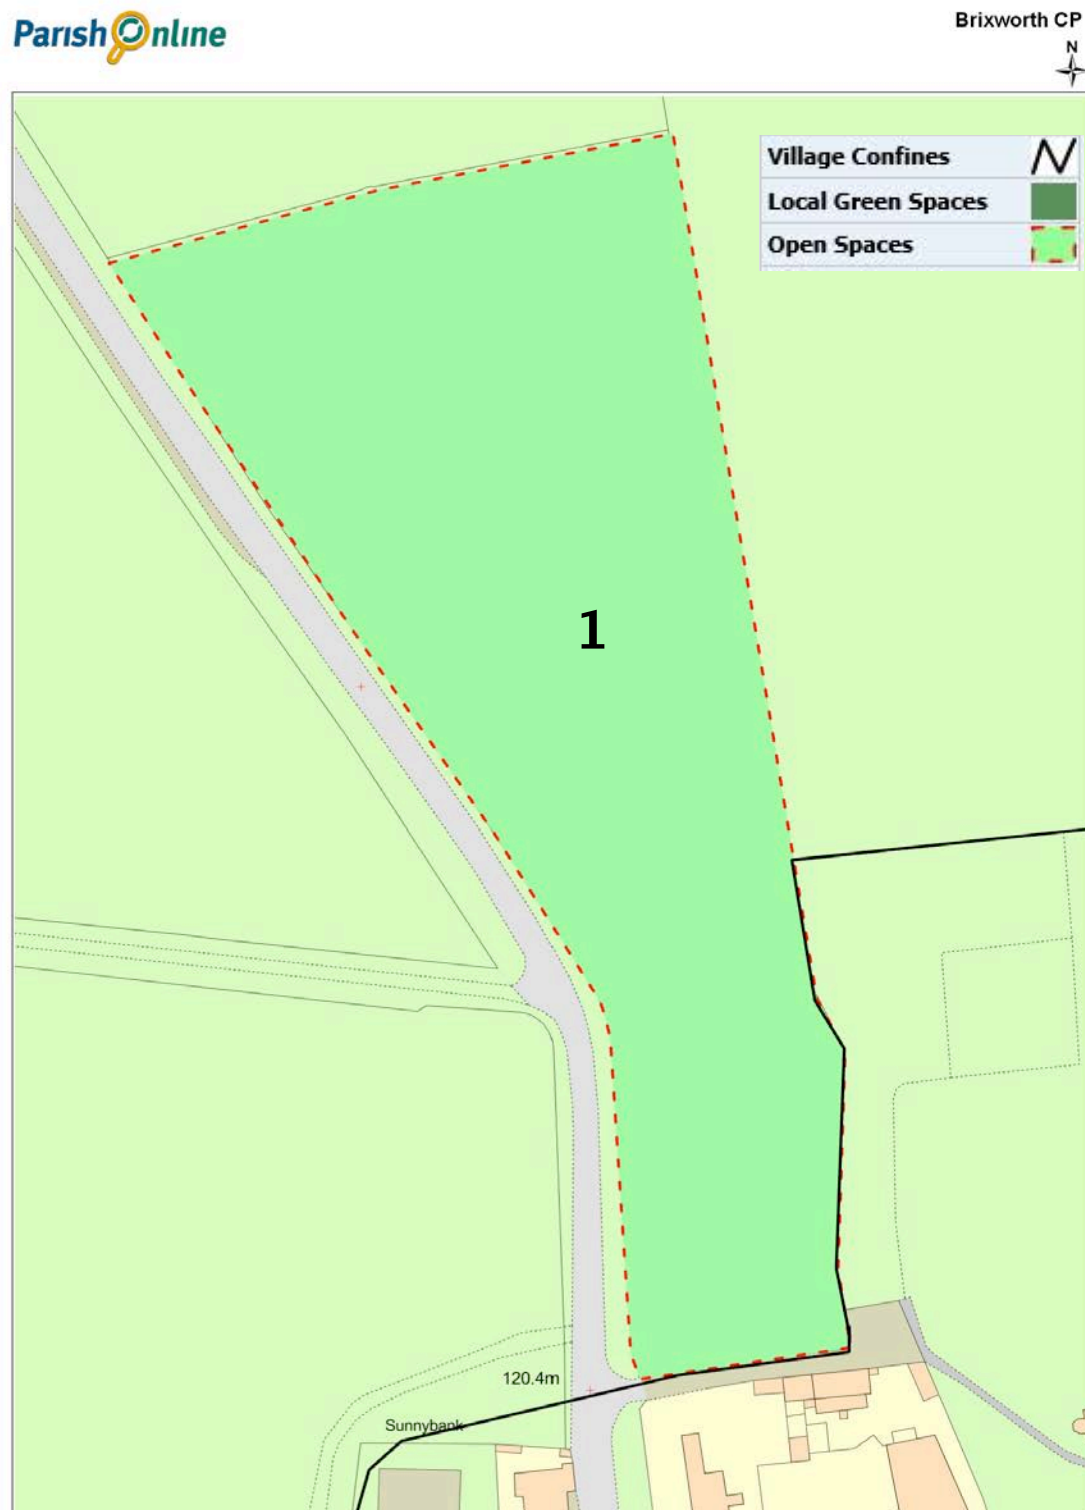 Parish Online
Brixworth CP
N
Village Confines
Local Green Spaces
Open Spaces
1
120.4m
Sunnybank